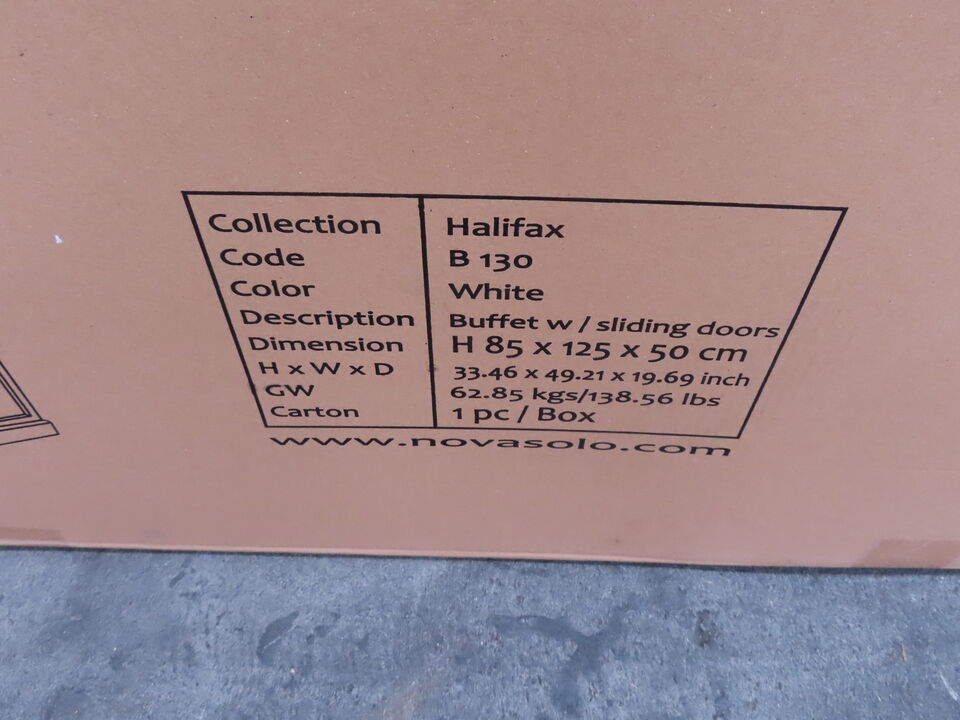 Collection Halifax
Code B 130
Color White
Description Buffet w / sliding doors
Dimension H 85 x 125 x 50 cm
H x W x D 33.46 x 49.21 x 19.69 inch
GW 62.85 kgs/138.56 lbs
Carton 1 pc / Box
www.novasolo.com